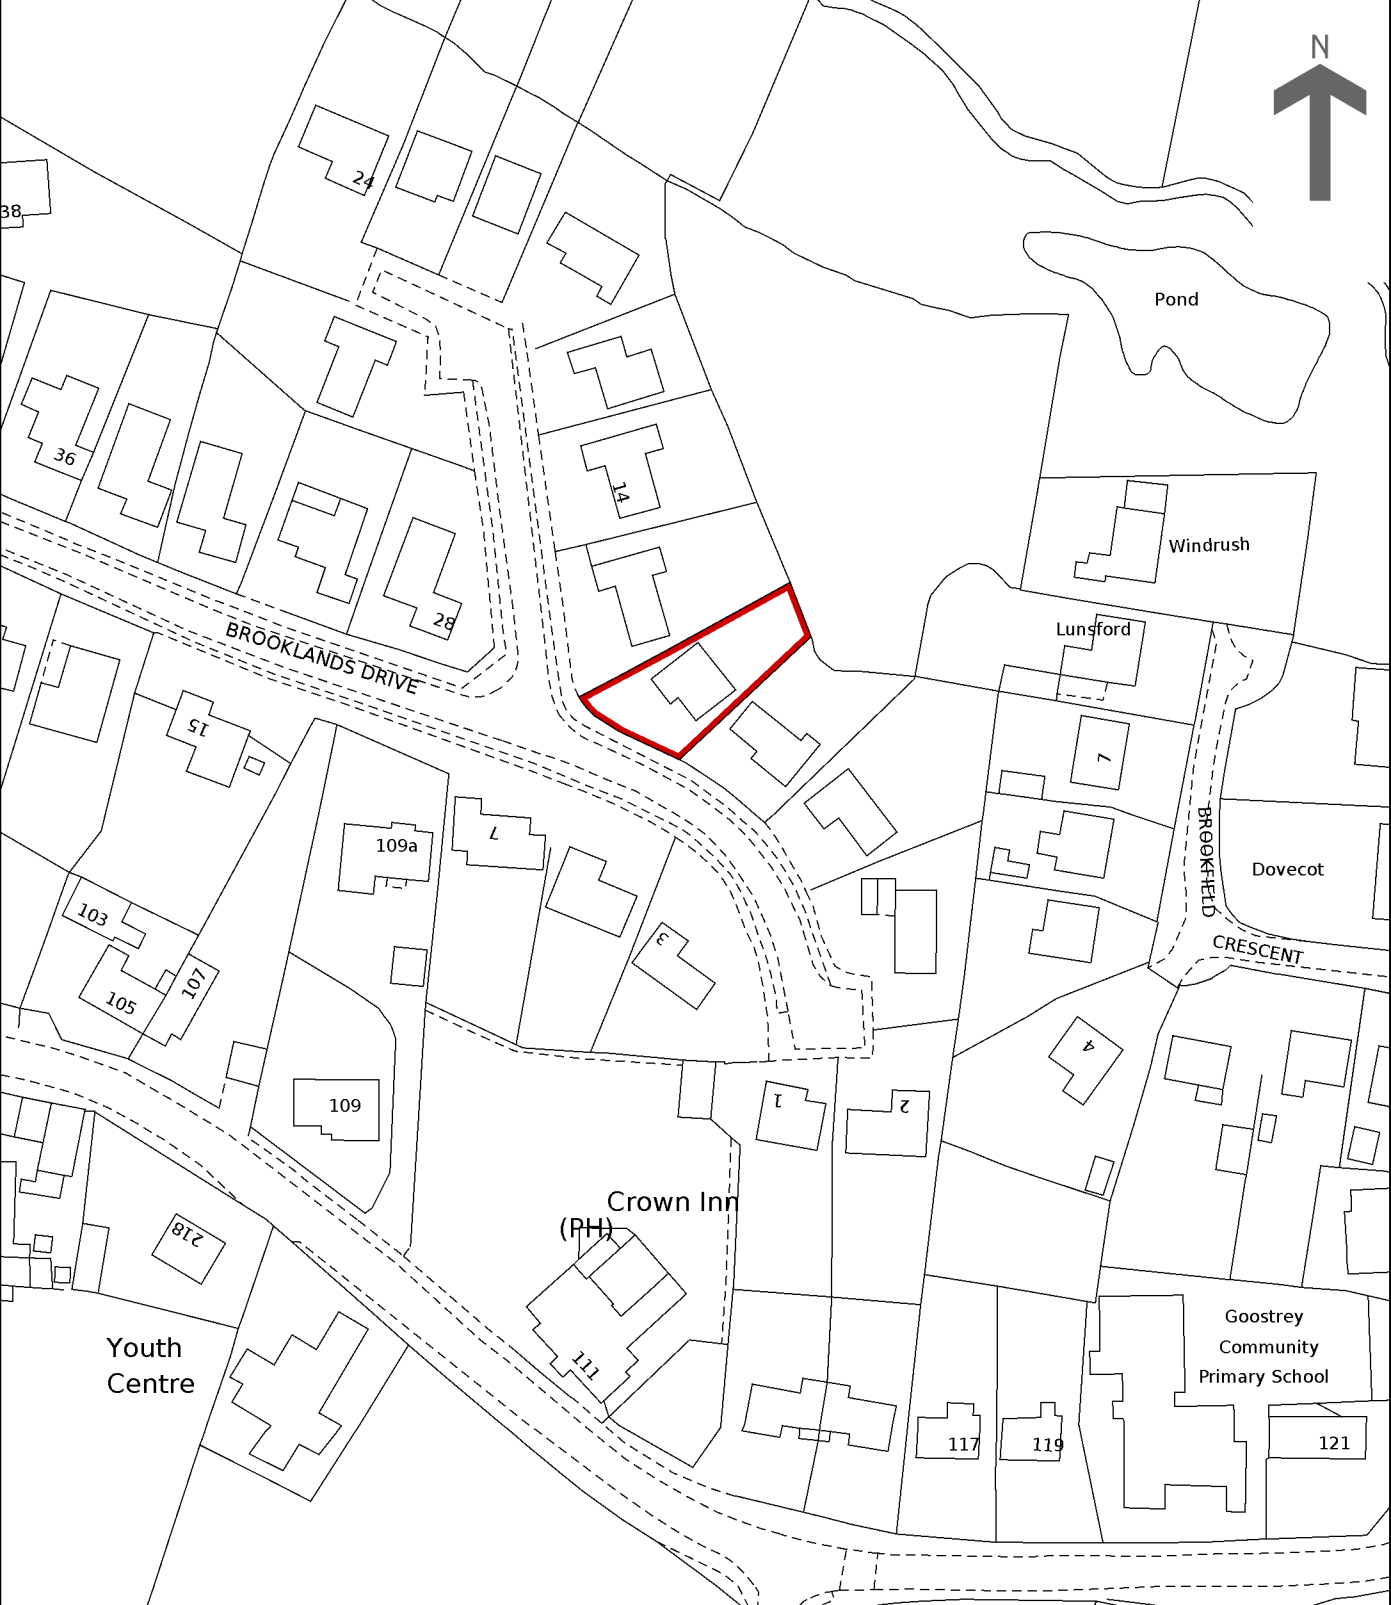 N
24
38
Pond
36
14
28
Windrush
Lunsford
BROOKLANDS DRIVE
15
7
7
109a
BROOKFIELD
Dovecot
103
3
CRESCENT
107
105
4
109
1
2
Crown Inn
(PH)
218
Youth
Centre
111
Goostrey
Community
Primary School
117
119
121